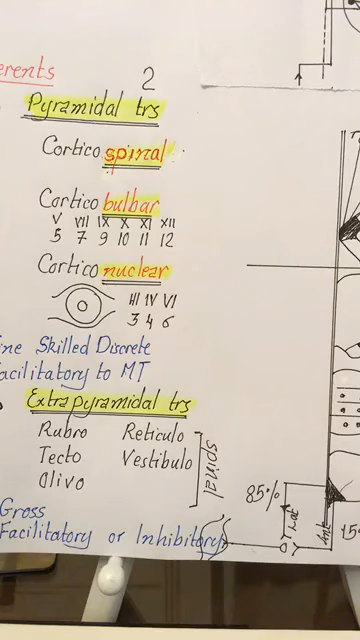 erents
2
Pyramidal trs
Cortico spinal
Cortico bulbar
V VII IX X XI XII
5 7 9 10 11 12
Cortico nuclear
III IV VI
3 4 6
ine Skilled Discrete
acilitatory to MT
Extrapyramidal trs
Rubro Reticulo
Tecto Vestibulo
Olivo
spinal
85%
Lat
Ant
15%
Gross
Facilitatory or Inhibitory